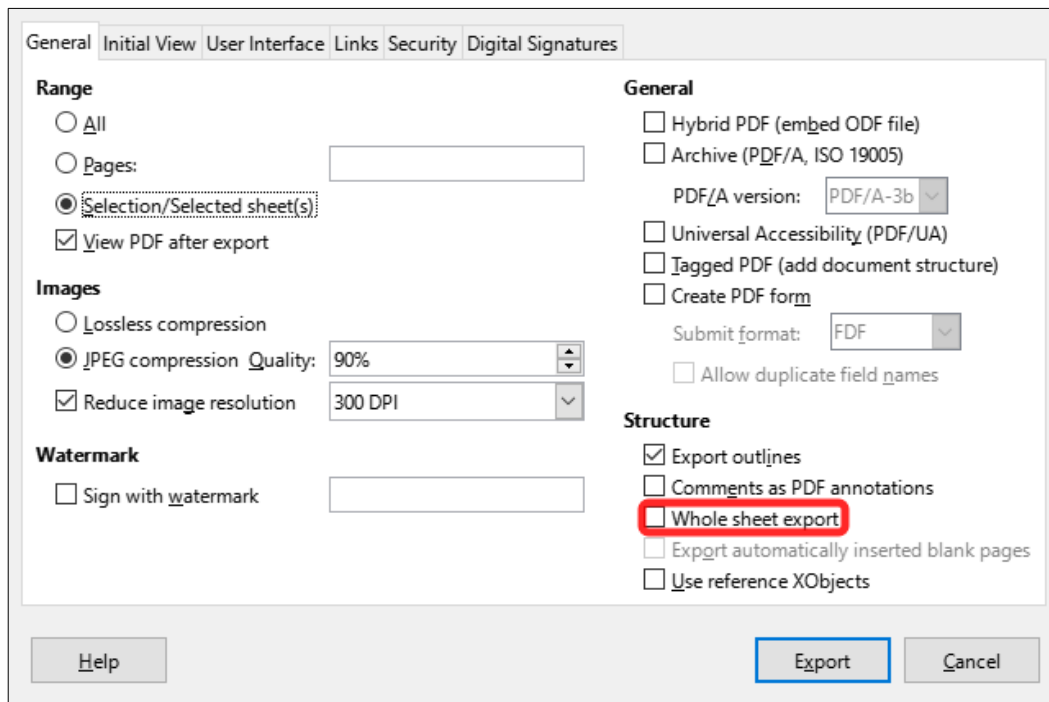 General Initial View User Interface Links Security Digital Signatures
Range
All
Pages:
Selection/Selected sheet(s)
View PDF after export
Images
Lossless compression
JPEG compression Quality: 90%
Reduce image resolution 300 DPI
Watermark
Sign with watermark
General
Hybrid PDF (embed ODF file)
Archive (PDF/A, ISO 19005)
PDF/A version: PDF/A-3b
Universal Accessibility (PDF/UA)
Tagged PDF (add document structure)
Create PDF form
Submit format: FDF
Allow duplicate field names
Structure
Export outlines
Comments as PDF annotations
Whole sheet export
Export automatically inserted blank pages
Use reference XObjects
Help Export Cancel